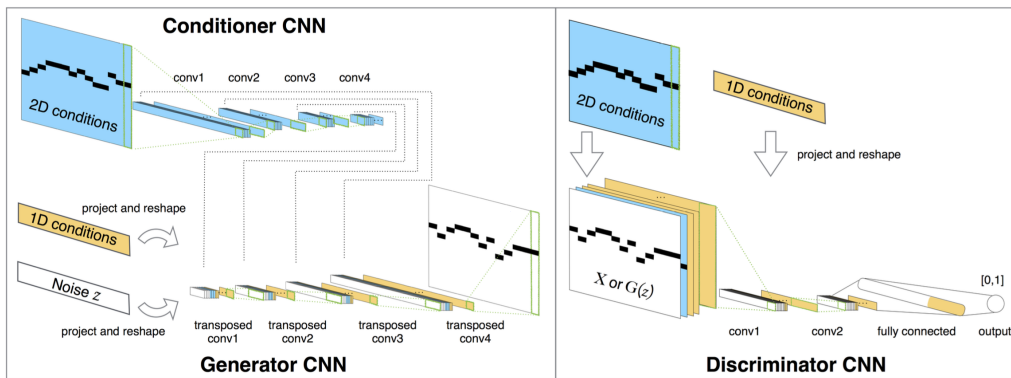 Conditioner CNN
conv1
conv2
conv3
conv4
2D conditions
project and reshape
1D conditions
Noise z
project and reshape
transposed
conv1
transposed
conv2
transposed
conv3
transposed
conv4
Generator CNN
2D conditions
1D conditions
project and reshape
X or G(z)
[0,1]
conv1
conv2
fully connected
output
Discriminator CNN